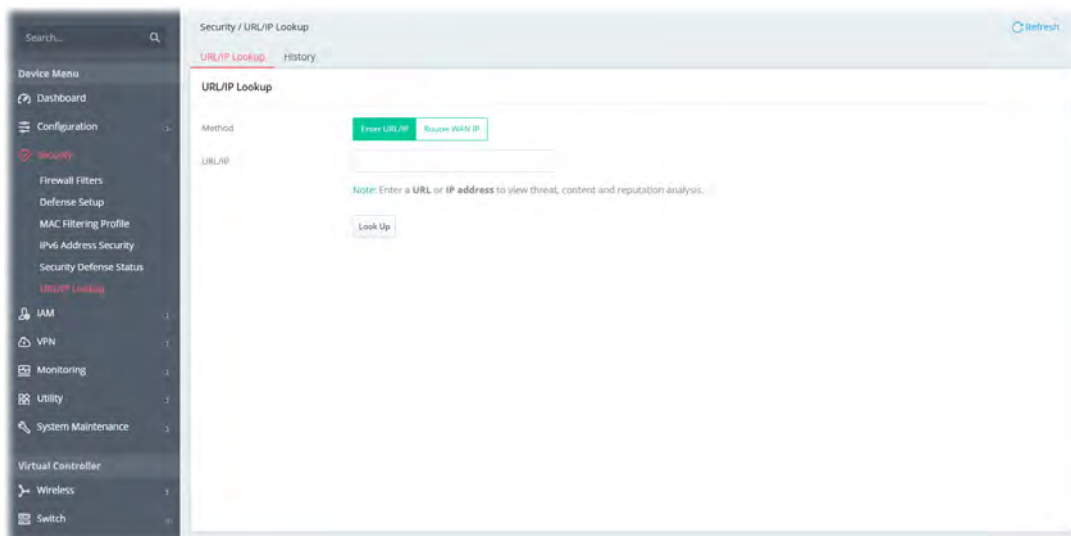 Search...
Security / URL/IP Lookup
Refresh
URL/IP Lookup History
Device Menu
URL/IP Lookup
Dashboard
Configuration
Method
Enter URL/IP Router WAN IP
Security
URL/IP
Firewall Filters
Note: Enter a URL or IP address to view threat, content and reputation analysis.
Defense Setup
MAC Filtering Profile
Look Up
IPv6 Address Security
Security Defense Status
URL/IP Lookup
IAM
VPN
Monitoring
Utility
System Maintenance
Virtual Controller
Wireless
Switch